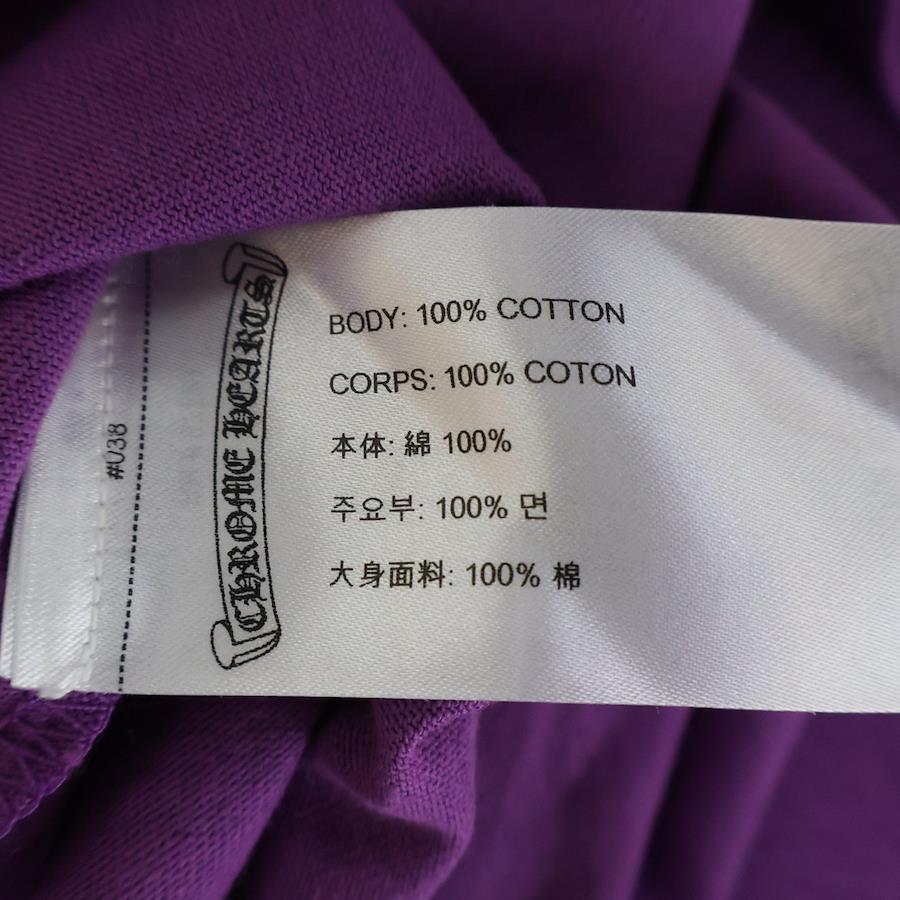 #038
CHROME HEARTS
BODY: 100% COTTON
CORPS: 100% COTON
本体: 綿 100%
주요부: 100% 면
大身面料: 100% 棉